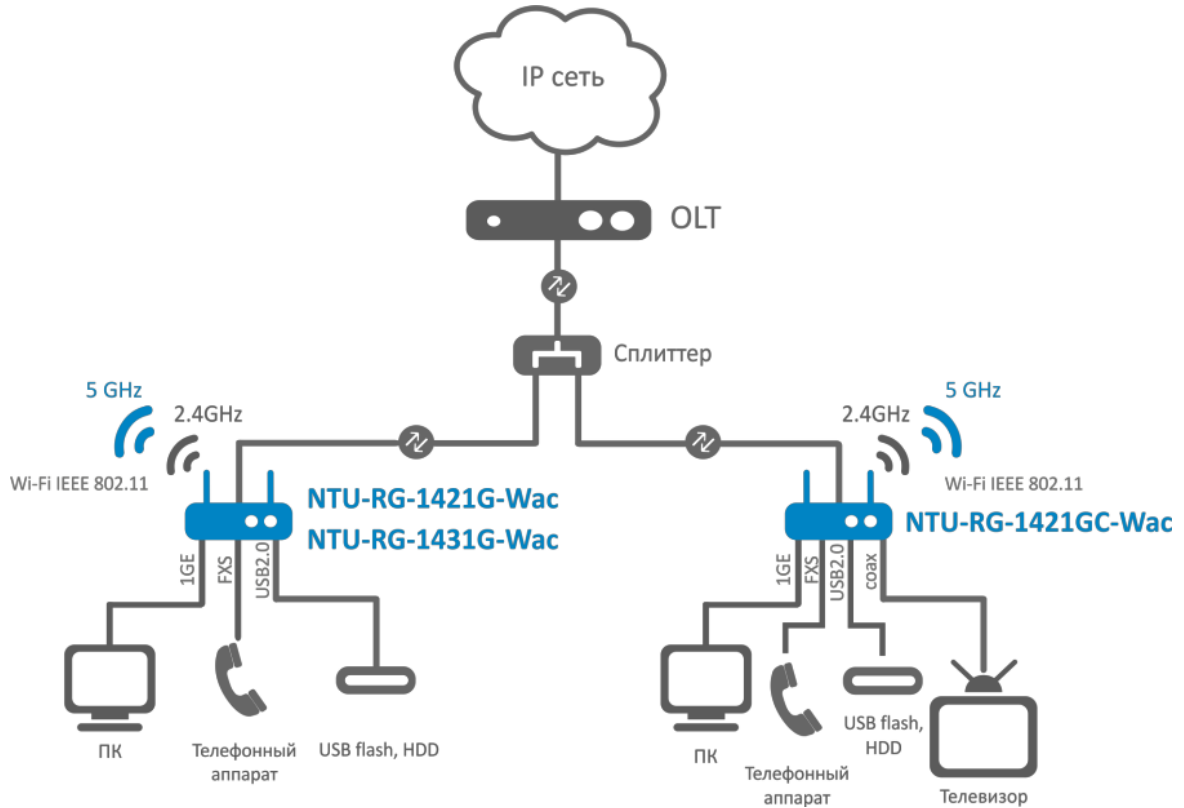 IP сеть
OLT
Сплиттер
5 GHz
2.4GHz
Wi-Fi IEEE 802.11
NTU-RG-1421G-Wac
NTU-RG-1431G-Wac
1GE
FXS
USB2.0
ПК
Телефонный
аппарат
USB flash, HDD
5 GHz
2.4GHz
Wi-Fi IEEE 802.11
NTU-RG-1421GC-Wac
1GE
FXS
USB2.0
coax
ПК
Телефонный
аппарат
USB flash,
HDD
Телевизор